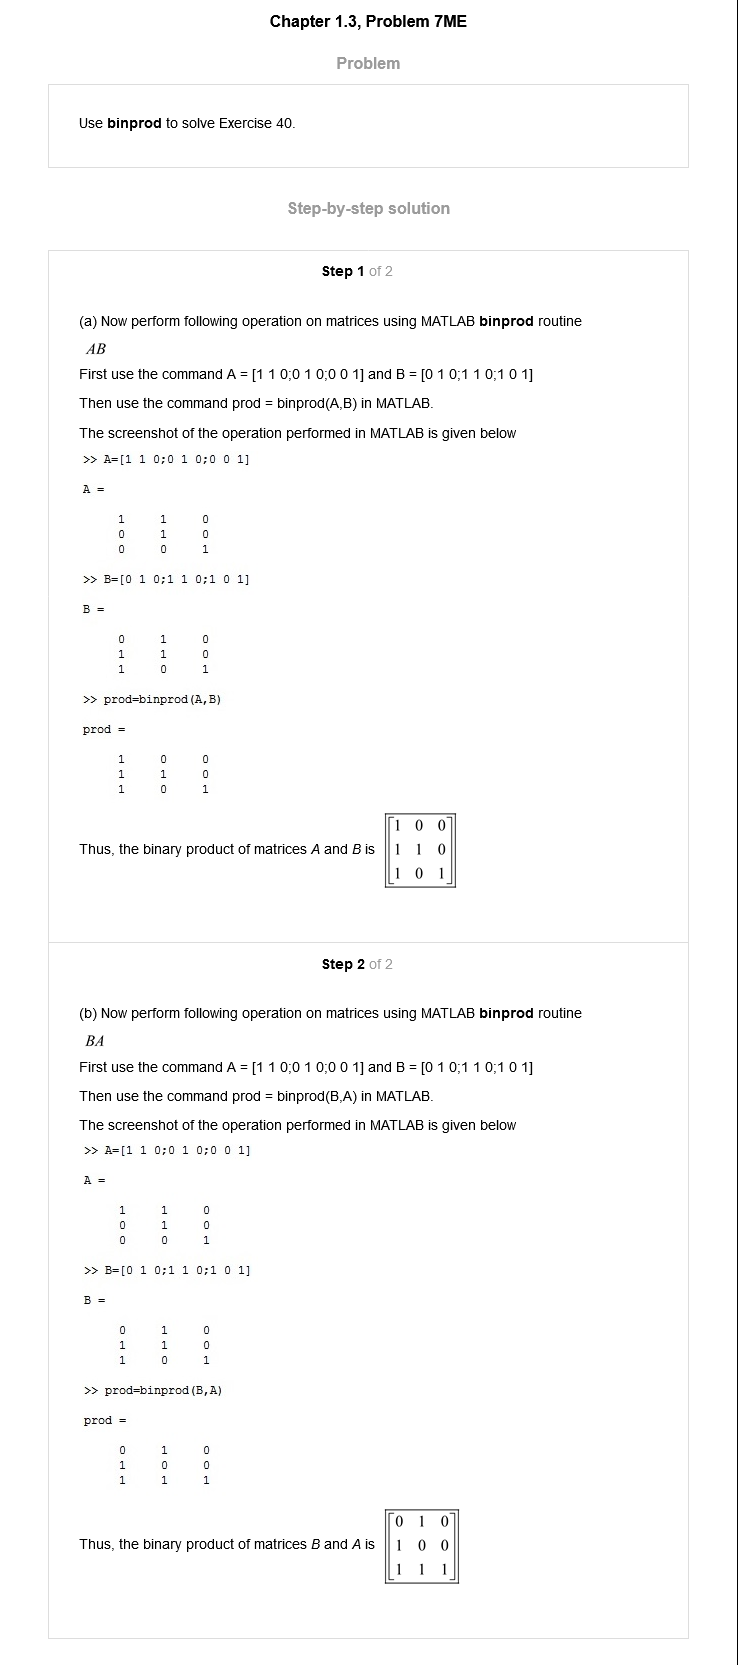 Chapter 1.3, Problem 7ME
Problem
Use binprod to solve Exercise 40.
Step-by-step solution
Step 1 of 2
(a) Now perform following operation on matrices using MATLAB binprod routine
AB
First use the command A = [1 1 0;0 1 0;0 0 1] and B = [0 1 0;1 1 0;1 0 1]
Then use the command prod = binprod(A,B) in MATLAB.
The screenshot of the operation performed in MATLAB is given below
>> A=[1 1 0;0 1 0;0 0 1]
A =
1 1 0
0 1 0
0 0 1
>> B=[0 1 0;1 1 0;1 0 1]
B =
0 1 0
1 1 0
1 0 1
>> prod=binprod(A,B)
prod =
1 0 0
1 1 0
1 0 1
1 0 0
Thus, the binary product of matrices A and B is 1 1 0
1 0 1
Step 2 of 2
(b) Now perform following operation on matrices using MATLAB binprod routine
BA
First use the command A = [1 1 0;0 1 0;0 0 1] and B = [0 1 0;1 1 0;1 0 1]
Then use the command prod = binprod(B,A) in MATLAB.
The screenshot of the operation performed in MATLAB is given below
>> A=[1 1 0;0 1 0;0 0 1]
A =
1 1 0
0 1 0
0 0 1
>> B=[0 1 0;1 1 0;1 0 1]
B =
0 1 0
1 1 0
1 0 1
>> prod=binprod(B,A)
prod =
0 1 0
1 0 0
1 1 1
0 1 0
Thus, the binary product of matrices B and A is 1 0 0
1 1 1